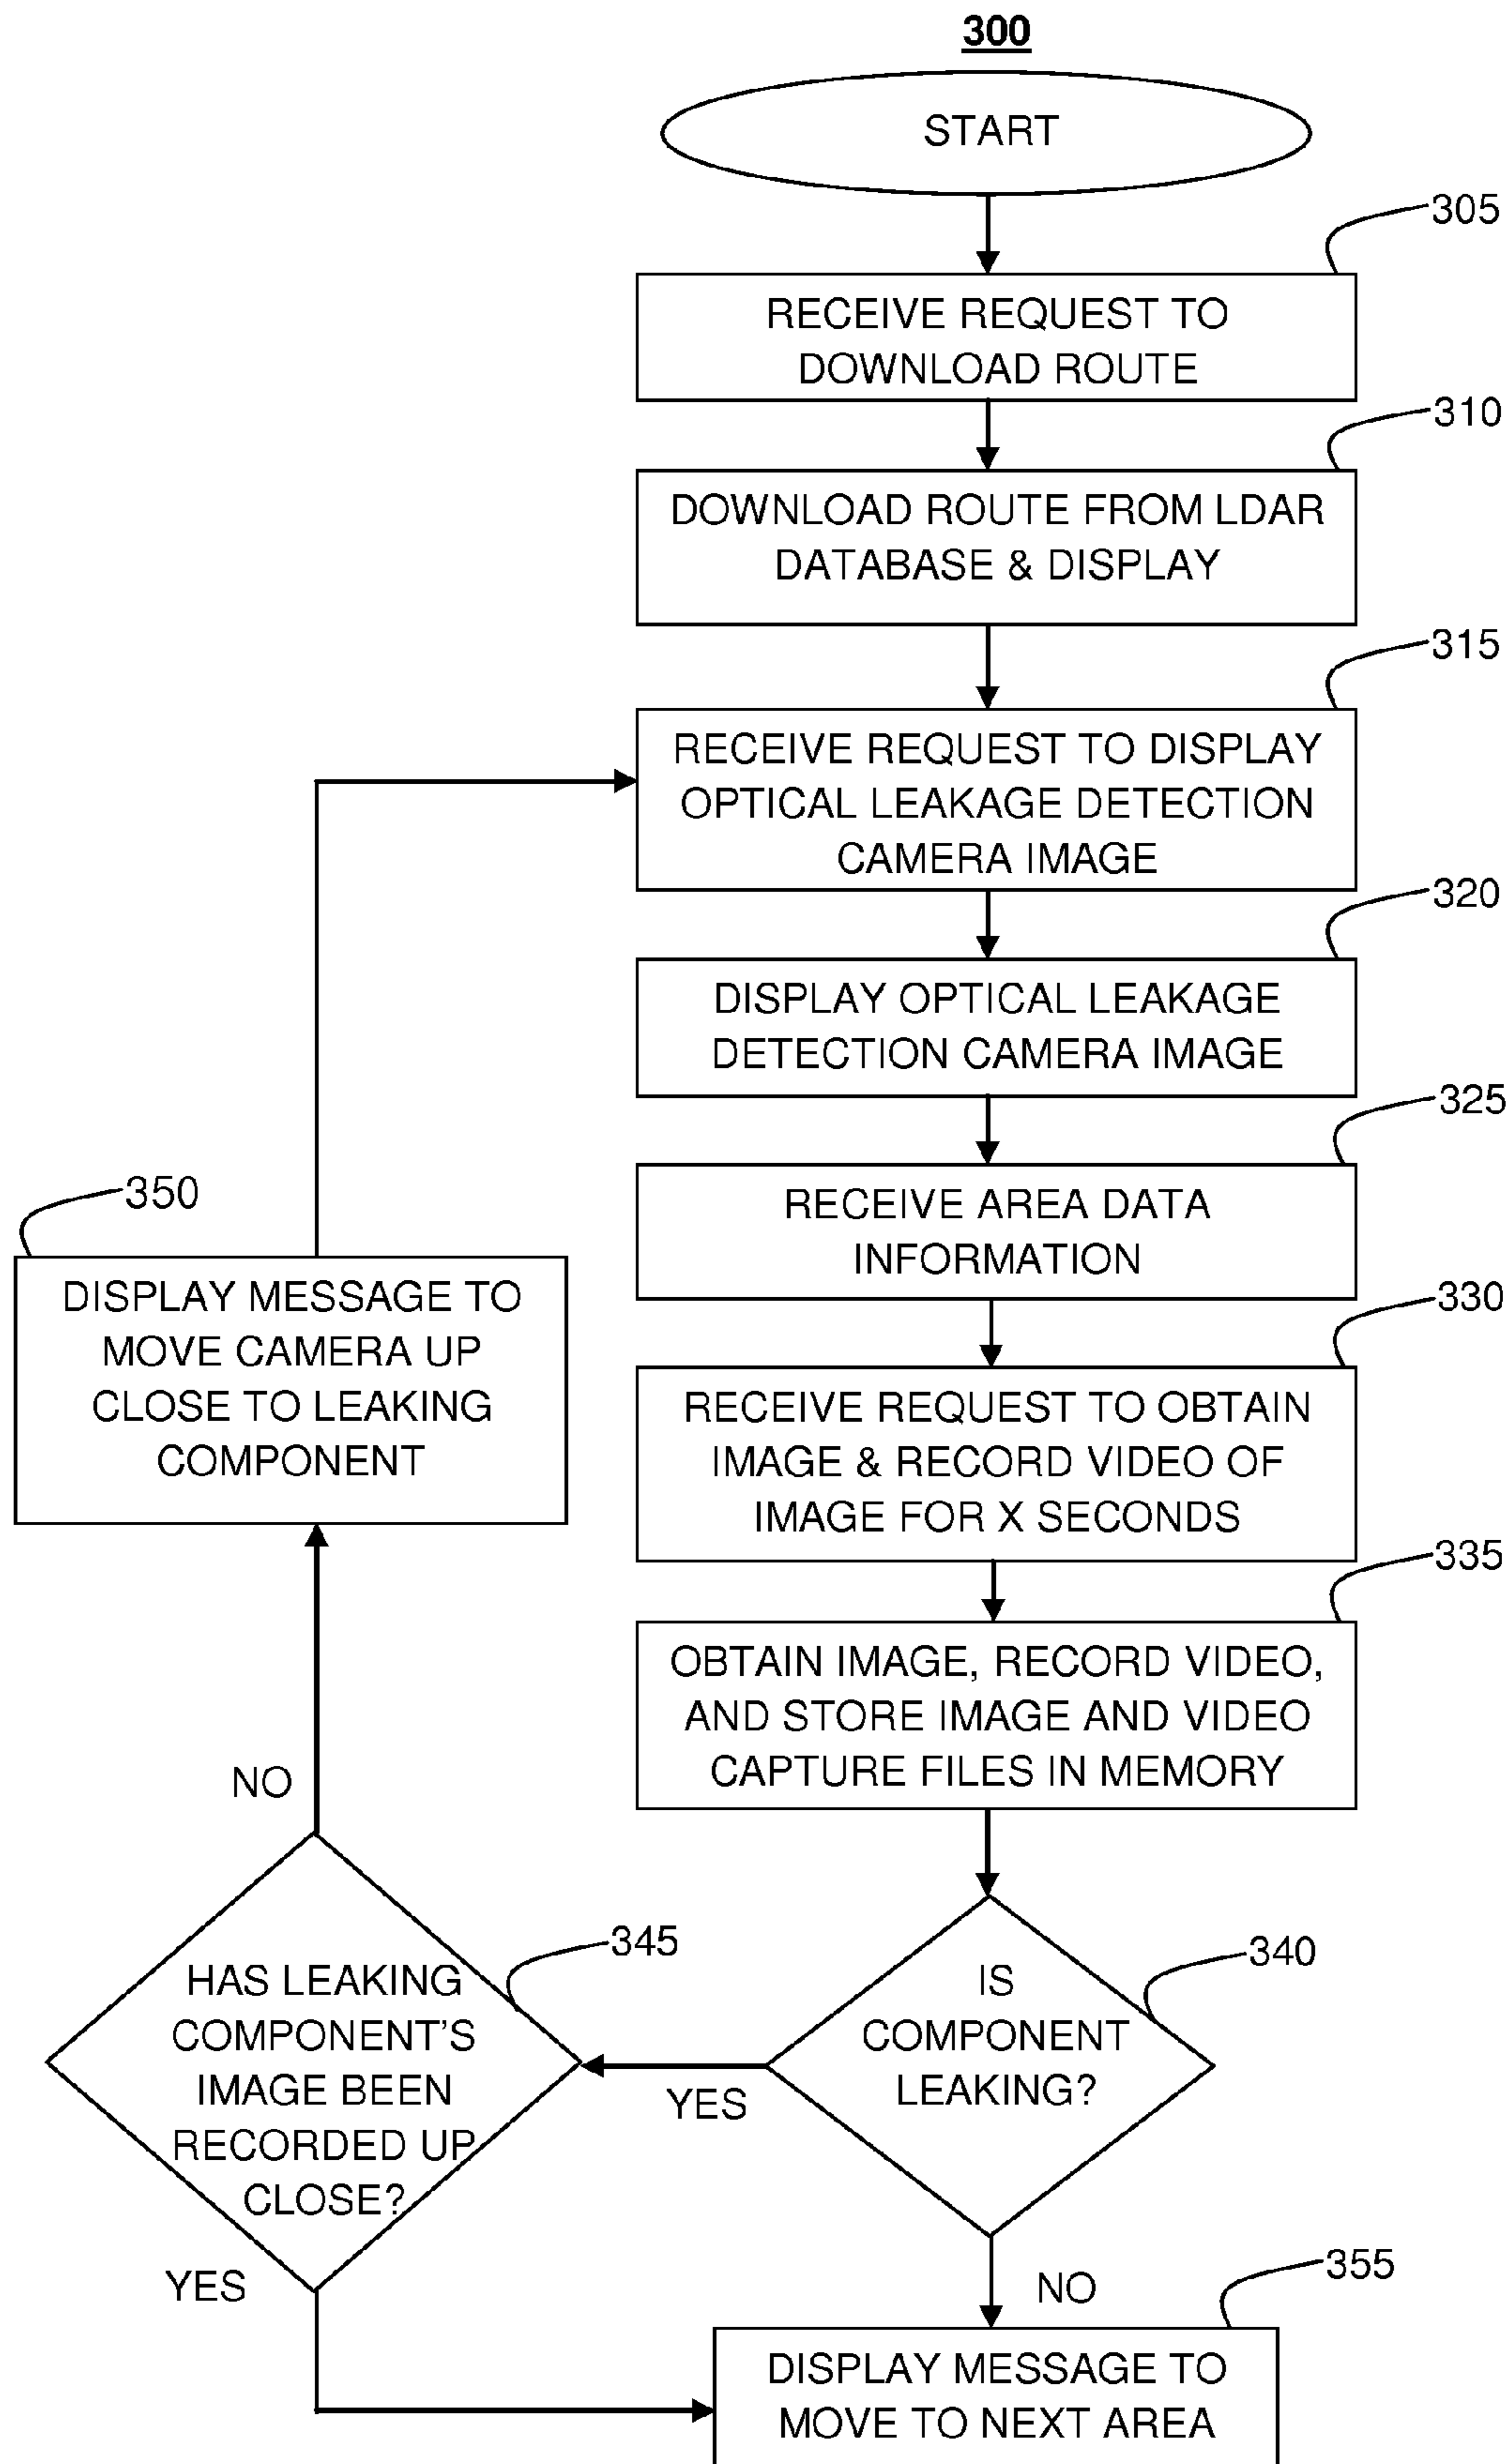 300
START
305
RECEIVE REQUEST TO
DOWNLOAD ROUTE
310
DOWNLOAD ROUTE FROM LDAR
DATABASE & DISPLAY
315
RECEIVE REQUEST TO DISPLAY
OPTICAL LEAKAGE DETECTION
CAMERA IMAGE
320
DISPLAY OPTICAL LEAKAGE
DETECTION CAMERA IMAGE
325
RECEIVE AREA DATA
INFORMATION
330
RECEIVE REQUEST TO OBTAIN
IMAGE & RECORD VIDEO OF
IMAGE FOR X SECONDS
335
OBTAIN IMAGE, RECORD VIDEO,
AND STORE IMAGE AND VIDEO
CAPTURE FILES IN MEMORY
340
IS
COMPONENT
LEAKING?
YES
NO
345
HAS LEAKING
COMPONENT'S
IMAGE BEEN
RECORDED UP
CLOSE?
NO
YES
350
DISPLAY MESSAGE TO
MOVE CAMERA UP
CLOSE TO LEAKING
COMPONENT
355
DISPLAY MESSAGE TO
MOVE TO NEXT AREA